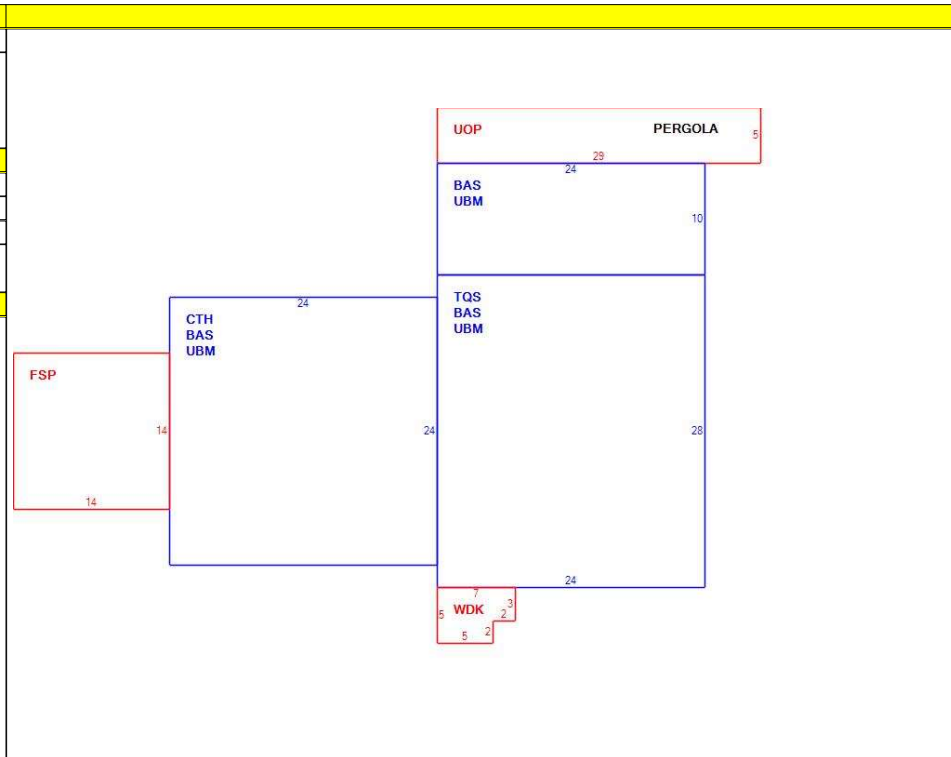 UOP PERGOLA 5
29
24
BAS
UBM
10
24
TQS
BAS
UBM
CTH
BAS
UBM
FSP
14
24
28
14
24
7
5 WDK 2 3
5 2